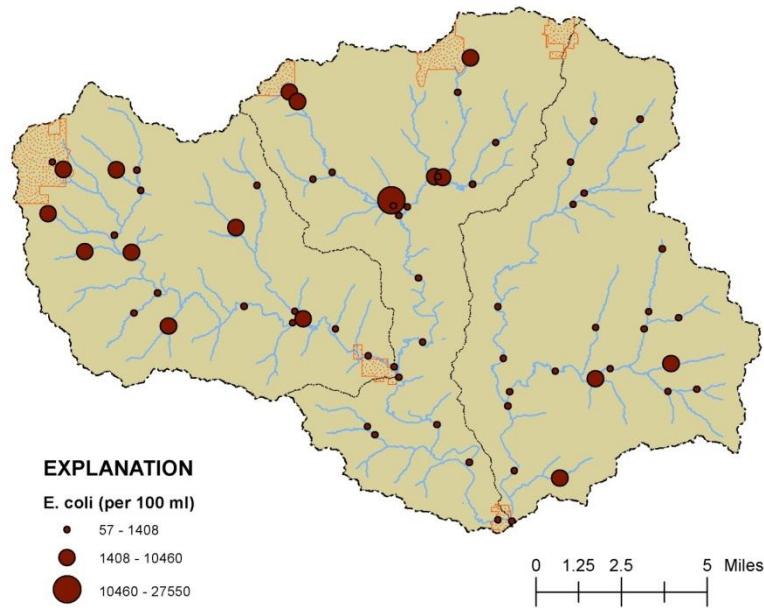 EXPLANATION
E. coli (per 100 ml)
57 - 1408
1408 - 10460
10460 - 27550
0 1.25 2.5 5 Miles